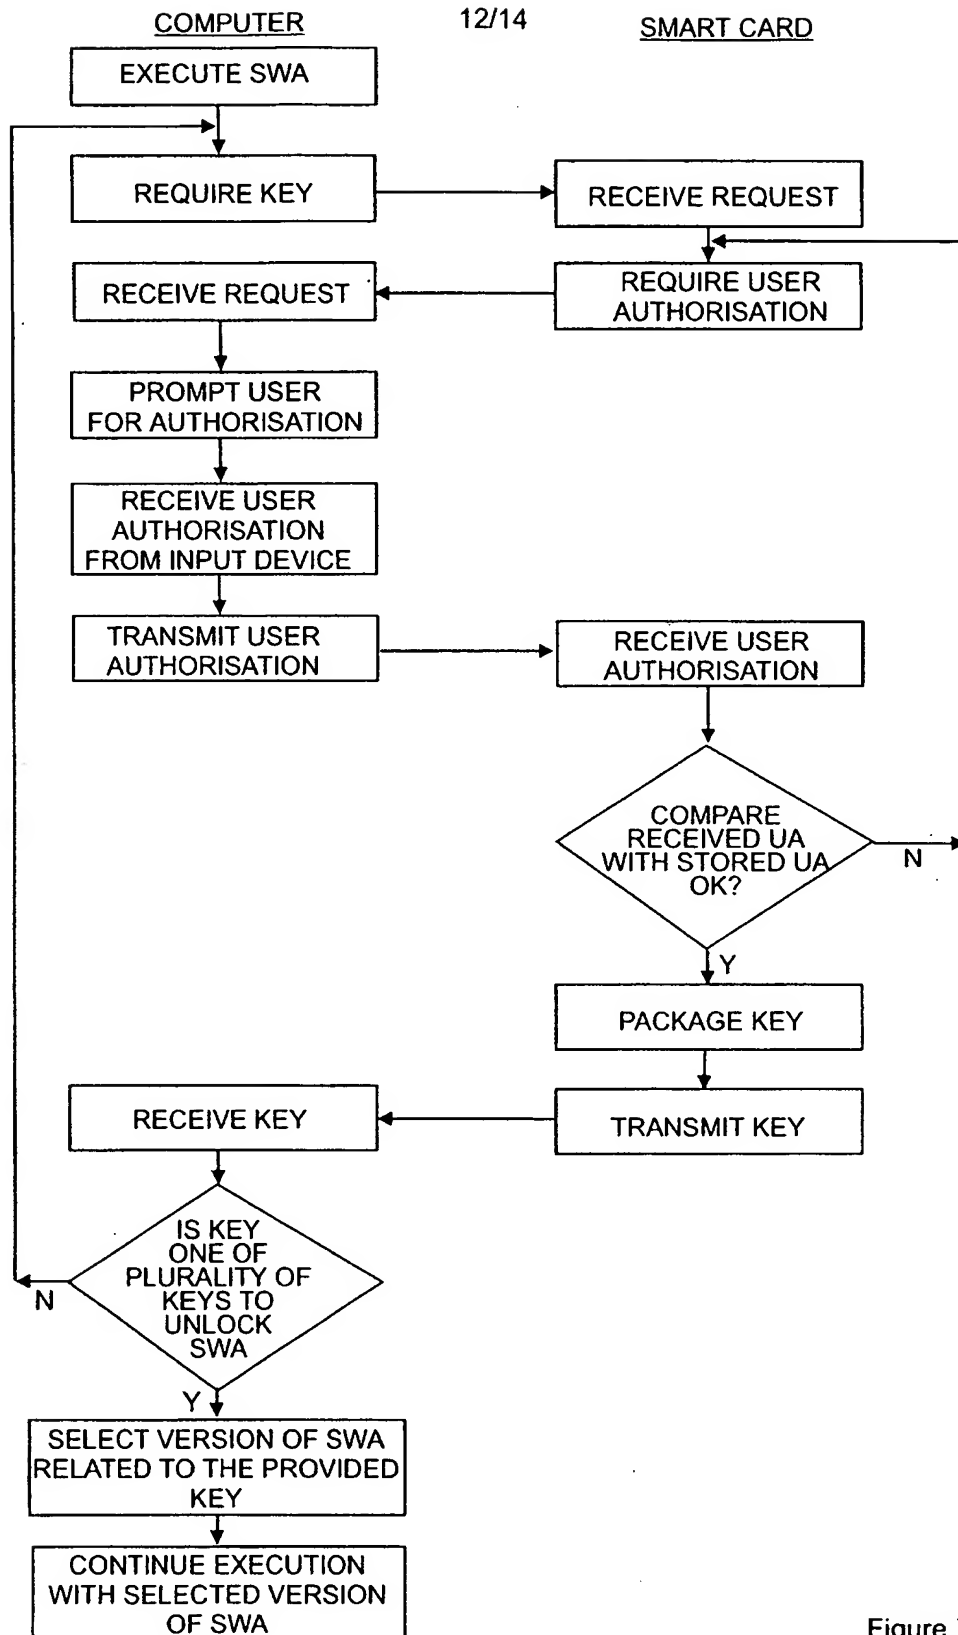 COMPUTER
12/14
SMART CARD
EXECUTE SWA
REQUIRE KEY
RECEIVE REQUEST
RECEIVE REQUEST
REQUIRE USER
AUTHORISATION
PROMPT USER
FOR AUTHORISATION
RECEIVE USER
AUTHORISATION
FROM INPUT DEVICE
TRANSMIT USER
AUTHORISATION
RECEIVE USER
AUTHORISATION
COMPARE
RECEIVED UA
WITH STORED UA
OK?
N
Y
PACKAGE KEY
RECEIVE KEY
TRANSMIT KEY
IS KEY
ONE OF
PLURALITY OF
KEYS TO
UNLOCK
SWA
N
Y
SELECT VERSION OF SWA
RELATED TO THE PROVIDED
KEY
CONTINUE EXECUTION
WITH SELECTED VERSION
OF SWA
Figure